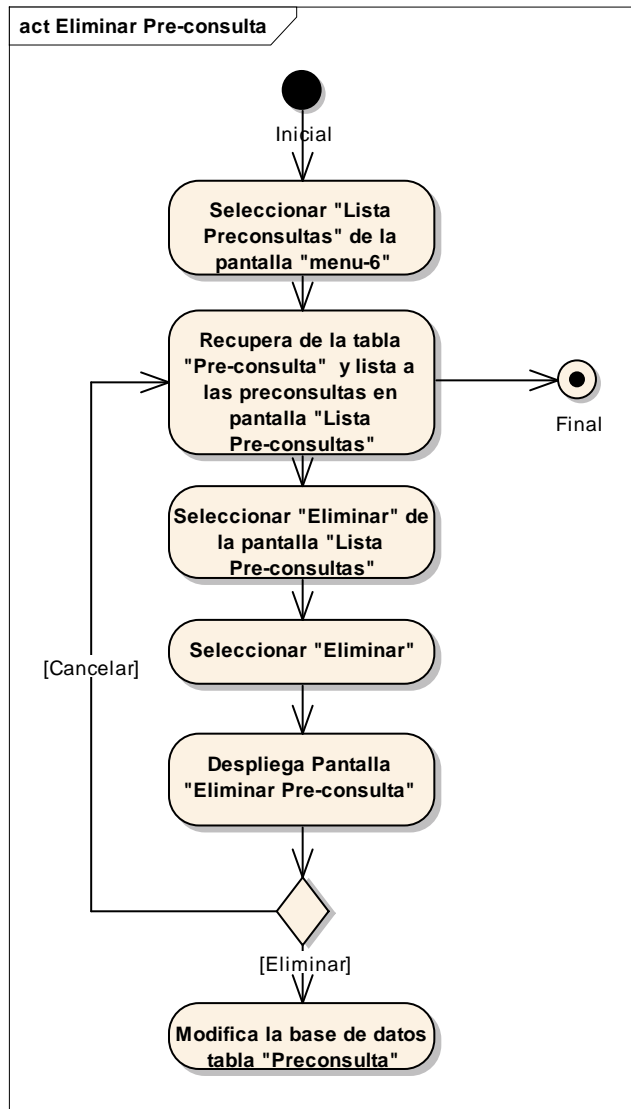 act Eliminar Pre-consulta
Inicial
Seleccionar "Lista
Preconsultas" de la
pantalla "menu-6"
Recupera de la tabla
"Pre-consulta" y lista a
las preconsultas en
pantalla "Lista
Pre-consultas"
Final
Seleccionar "Eliminar" de
la pantalla "Lista
Pre-consultas"
Seleccionar "Eliminar"
[Cancelar]
Despliega Pantalla
"Eliminar Pre-consulta"
[Eliminar]
Modifica la base de datos
tabla "Preconsulta"